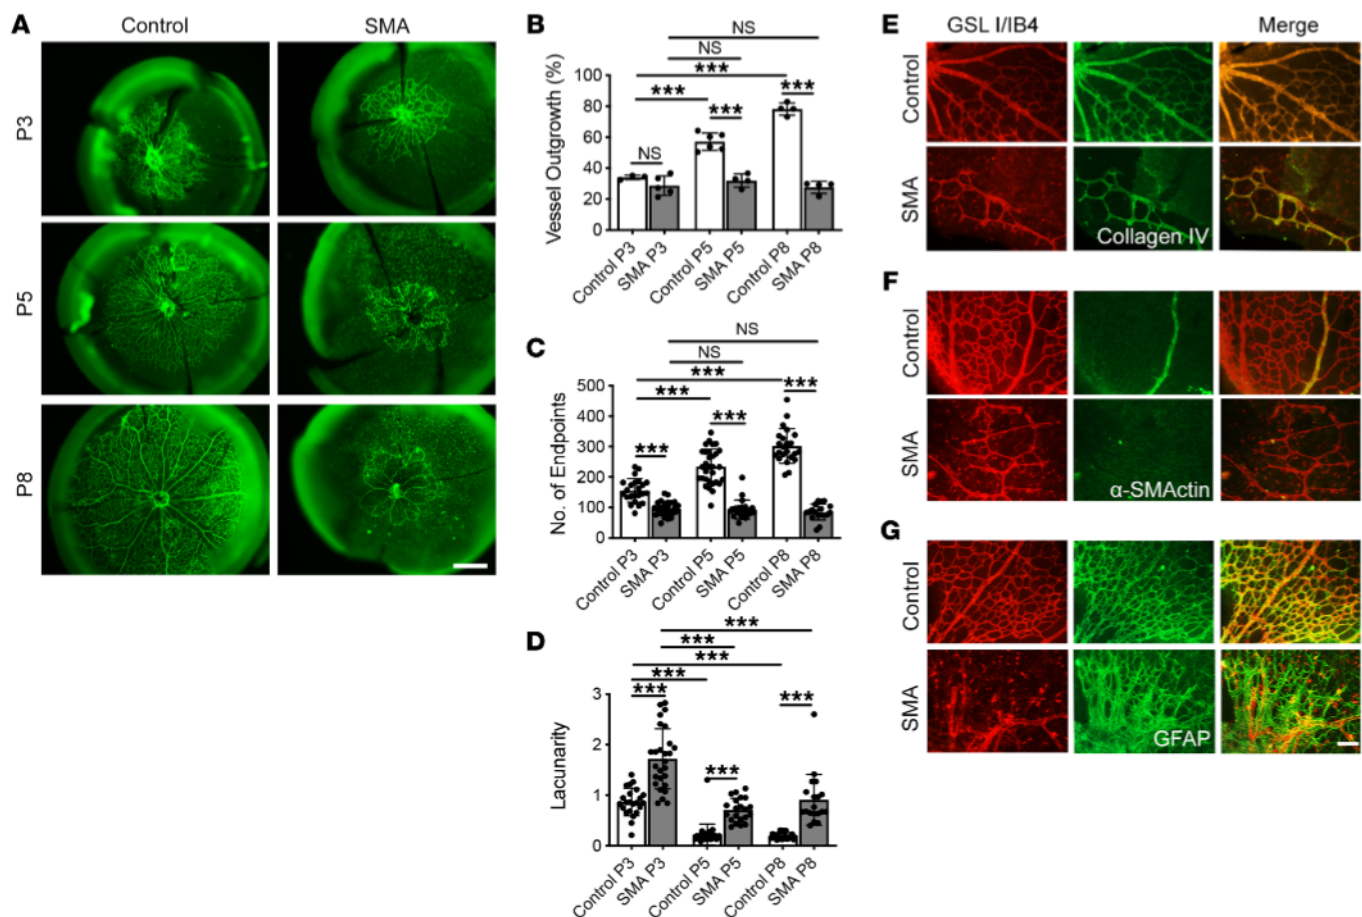 A
Control
SMA
P3
P5
P8
B
NS
NS
***
***
***
***
NS
Vessel Outgrowth (%)
100
80
60
40
20
0
Control P3
SMA P3
Control P5
SMA P5
Control P8
SMA P8
C
NS
NS
***
***
***
***
***
No. of Endpoints
500
400
300
200
100
0
Control P3
SMA P3
Control P5
SMA P5
Control P8
SMA P8
D
***
***
***
***
***
***
***
Lacunarity
3
2
1
0
Control P3
SMA P3
Control P5
SMA P5
Control P8
SMA P8
E
GSL I/IB4
Merge
Control
SMA
Collagen IV
F
Control
SMA
α-SMActin
G
Control
SMA
GFAP